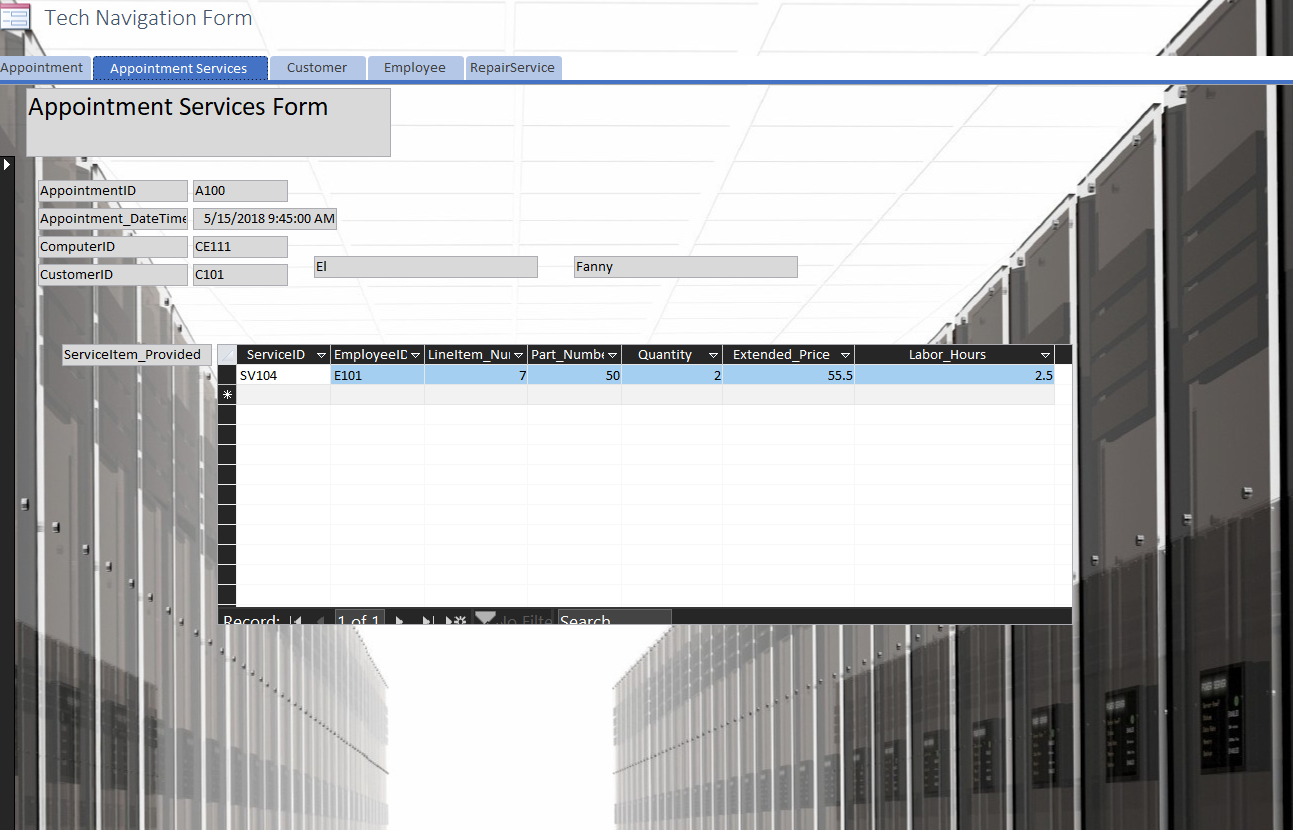 Tech Navigation Form
Appointment Appointment Services Customer Employee RepairService
Appointment Services Form
AppointmentID A100
Appointment_DateTime 5/15/2018 9:45:00 AM
ComputerID CE111
El Fanny
CustomerID C101
ServiceItem_Provided ServiceID EmployeeID LineItem_Nu Part_Numbe Quantity Extended_Price Labor_Hours
SV104 E101 7 50 2 55.5 2.5
Record: 1 of 1 Search